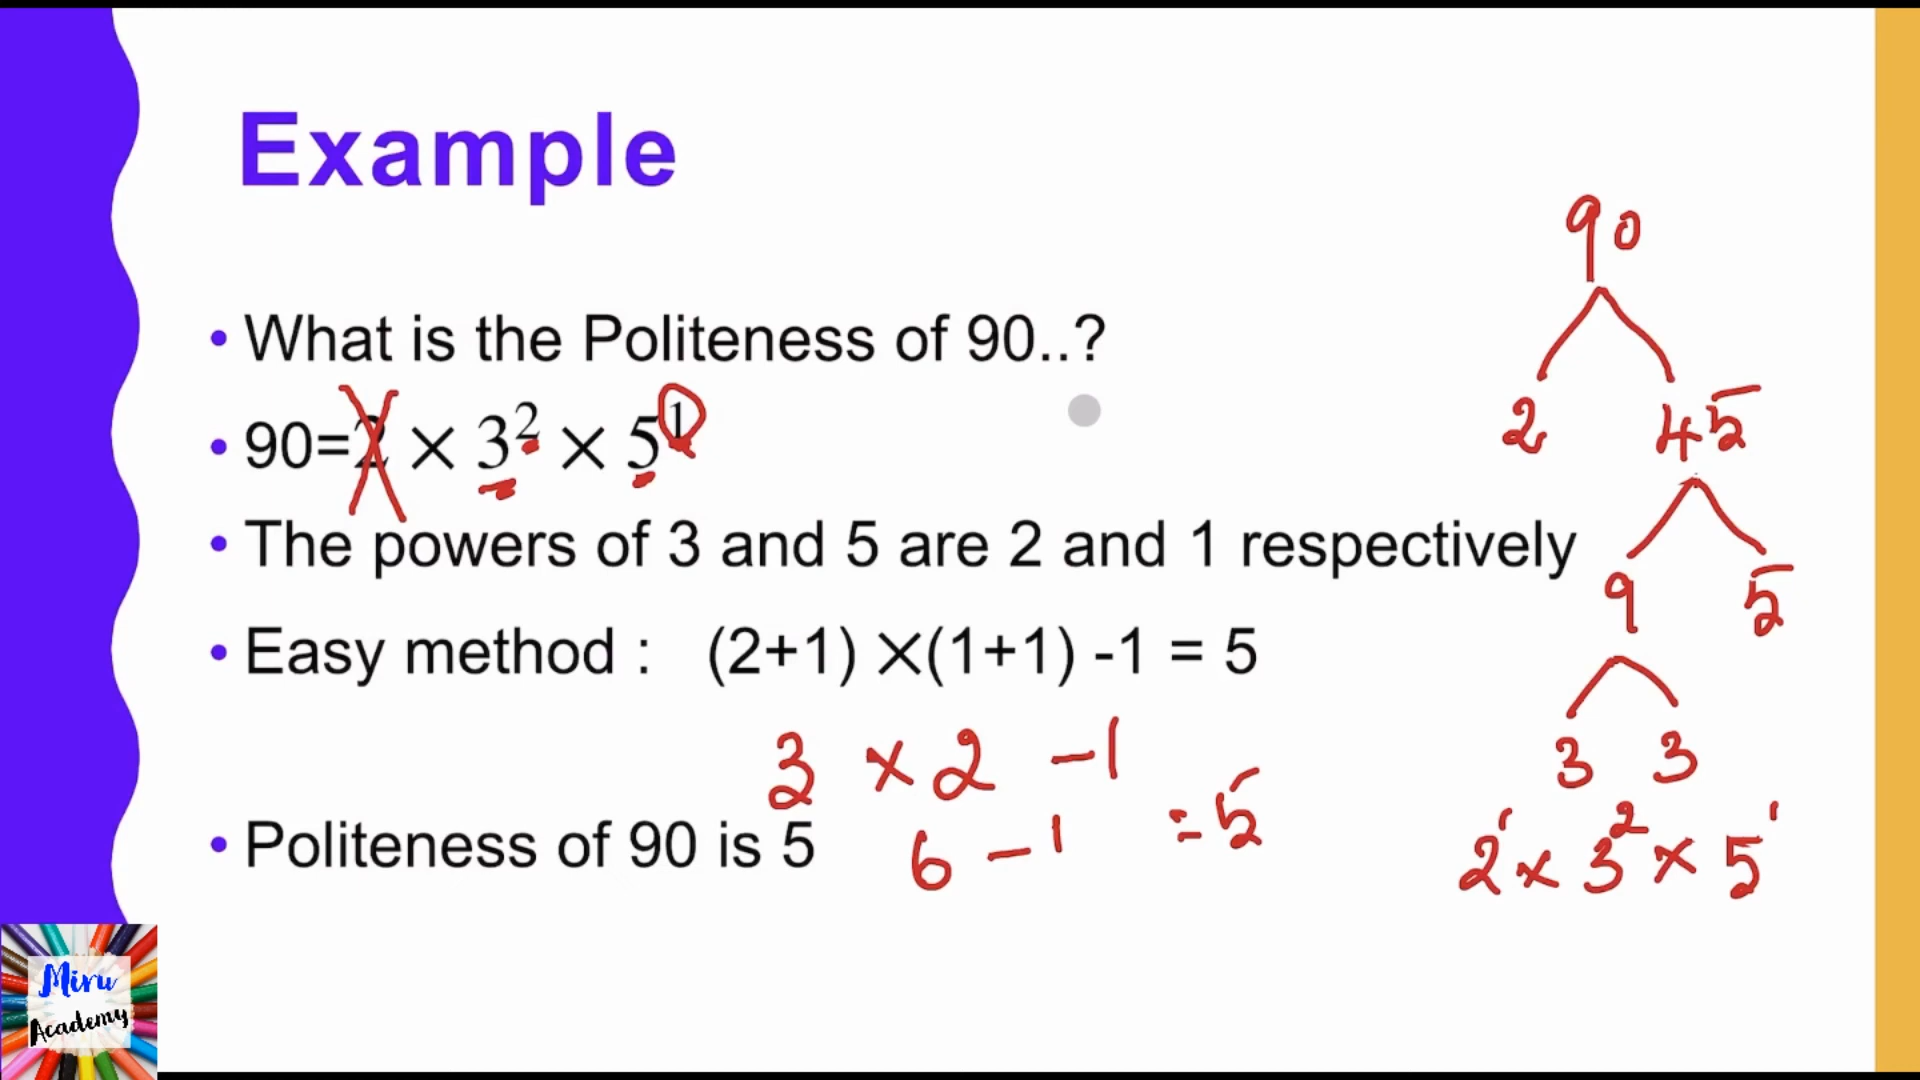 Example
90
• What is the Politeness of 90..?
2 45
• 90=2 × 3² × 5¹
• The powers of 3 and 5 are 2 and 1 respectively
9 5
• Easy method : (2+1) ×(1+1) -1 = 5
3 × 2 -1
3 3
• Politeness of 90 is 5
6 - 1 = 5
2¹ × 3² × 5¹
Miru
Academy